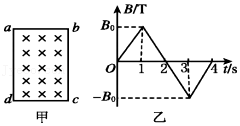 a b
× × ×
× × ×
× × ×
× × ×
× × ×
d c
甲
B/T
B₀
O 1 2 3 4 t/s
−B₀
乙